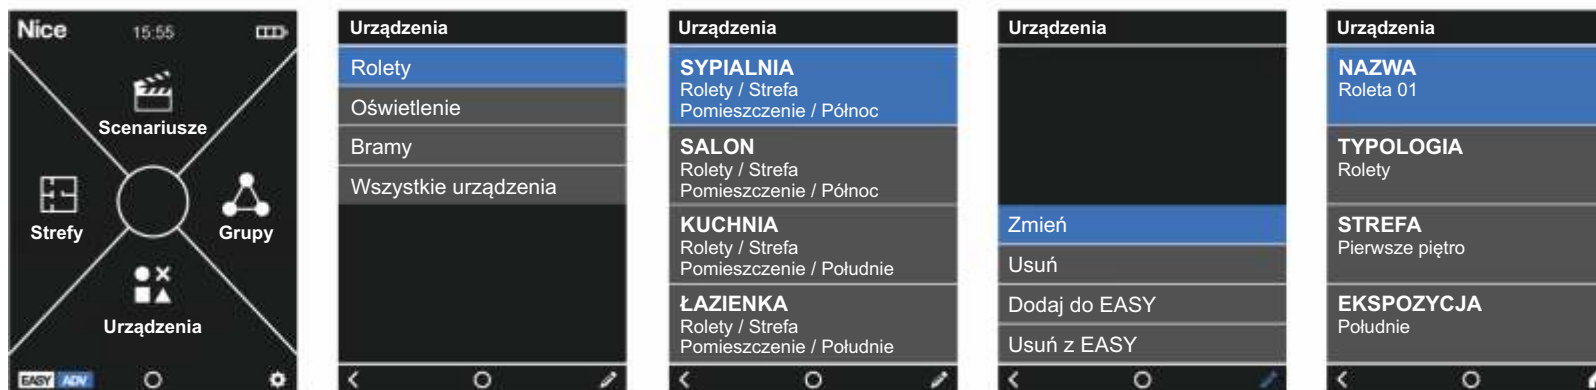 Nice
15:55
Scenariusze
Strefy
Grupy
Urządzenia
EASY ADV
Urządzenia
Rolety
Oświetlenie
Bramy
Wszystkie urządzenia
Urządzenia
SYPIALNIA
Rolety / Strefa
Pomieszczenie / Północ
SALON
Rolety / Strefa
Pomieszczenie / Północ
KUCHNIA
Rolety / Strefa
Pomieszczenie / Południe
ŁAZIENKA
Rolety / Strefa
Pomieszczenie / Południe
Urządzenia
Zmień
Usuń
Dodaj do EASY
Usuń z EASY
Urządzenia
NAZWA
Roleta 01
TYPOLOGIA
Rolety
STREFA
Pierwsze piętro
EKSPOZYCJA
Południe